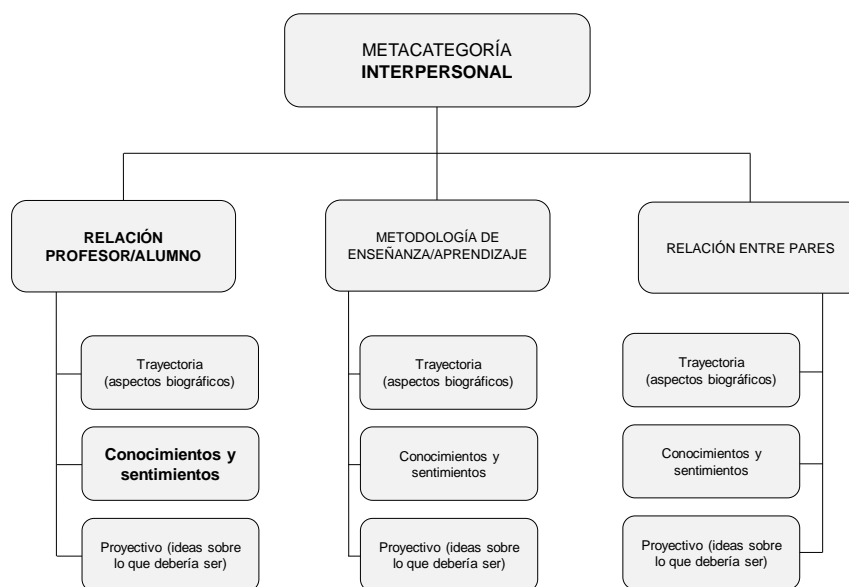 METACATEGORÍA
INTERPERSONAL
RELACIÓN
PROFESOR/ALUMNO
METODOLOGÍA DE
ENSEÑANZA/APRENDIZAJE
RELACIÓN ENTRE PARES
Trayectoria
(aspectos biográficos)
Trayectoria
(aspectos biográficos)
Trayectoria
(aspectos biográficos)
Conocimientos y
sentimientos
Conocimientos y
sentimientos
Conocimientos y
sentimientos
Proyectivo (ideas sobre
lo que debería ser)
Proyectivo (ideas sobre
lo que debería ser)
Proyectivo (ideas sobre
lo que debería ser)